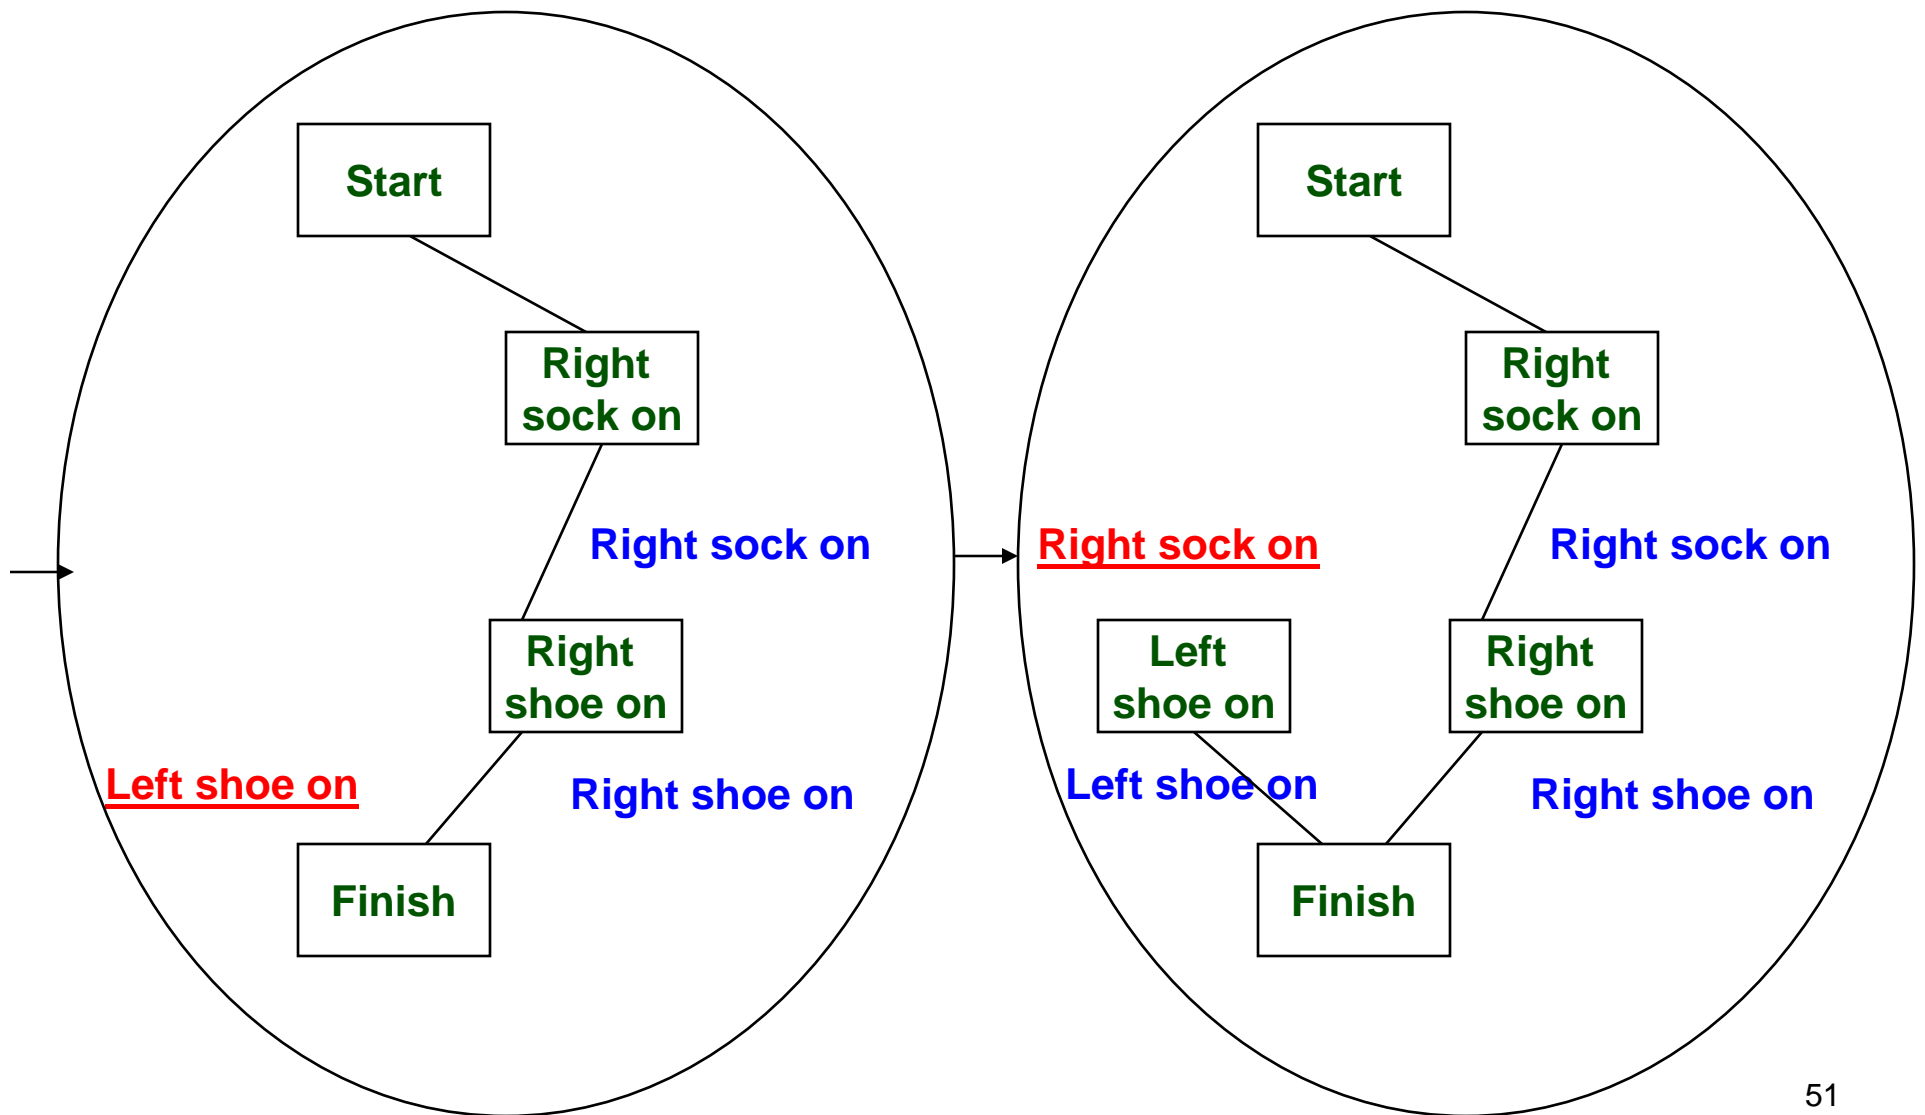 Start
Right
sock on
Right sock on
Right
shoe on
Left shoe on
Right shoe on
Finish
Start
Right
sock on
Right sock on
Right sock on
Left
shoe on
Right
shoe on
Left shoe on
Right shoe on
Finish
51